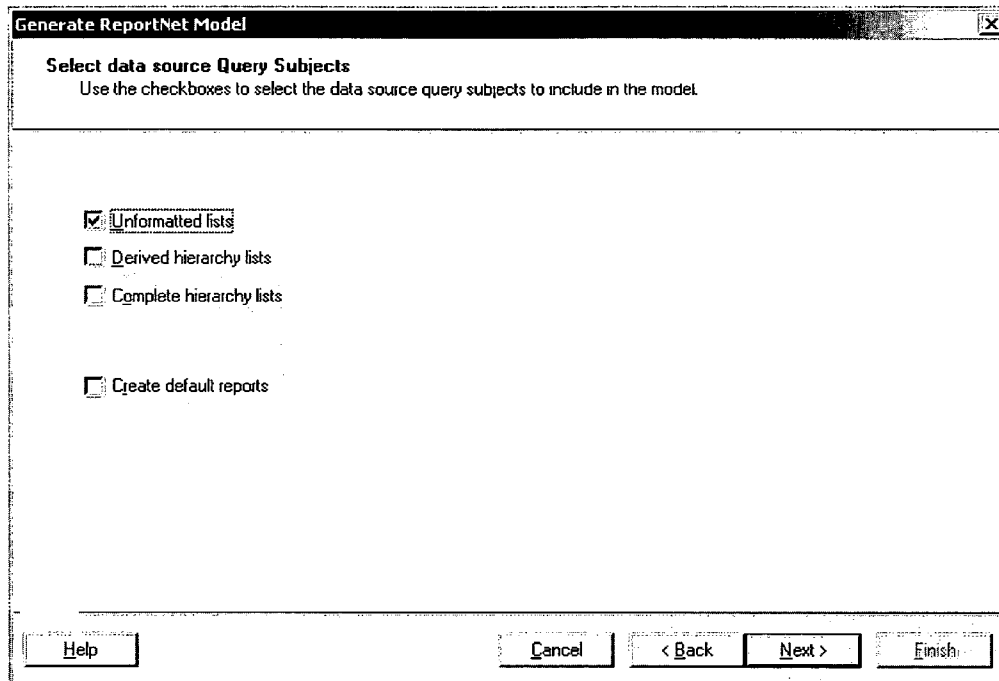 Generate ReportNet Model
Select data source Query Subjects
Use the checkboxes to select the data source query subjects to include in the model.
Unformatted lists
Derived hierarchy lists
Complete hierarchy lists
Create default reports
Help
Cancel
< Back
Next >
Finish